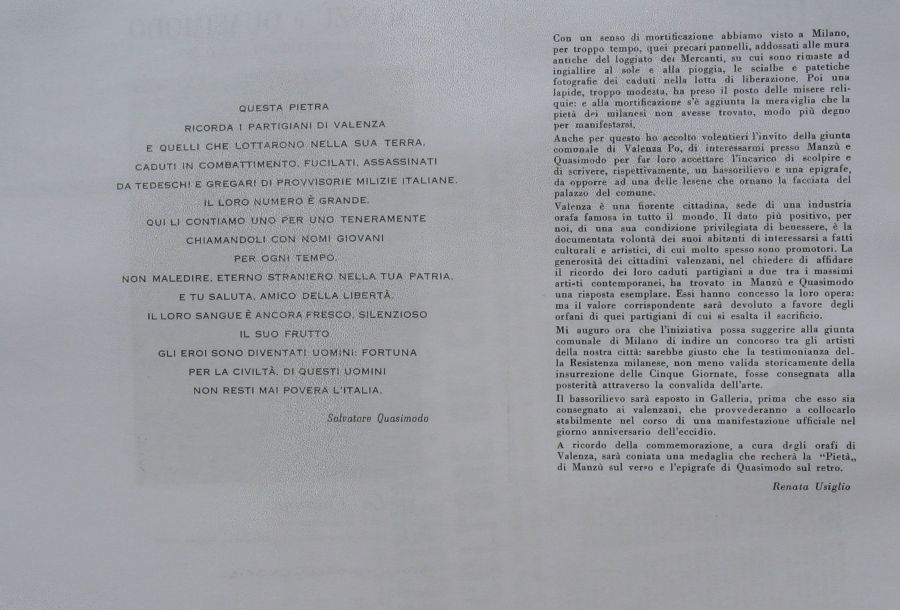 QUESTA PIETRA
RICORDA I PARTIGIANI DI VALENZA
E QUELLI CHE LOTTARONO NELLA SUA TERRA,
CADUTI IN COMBATTIMENTO, FUCILATI, ASSASSINATI
DA TEDESCHI E GREGARI DI PROVVISORIE MILIZIE ITALIANE.
IL LORO NUMERO È GRANDE.
QUI LI CONTIAMO UNO PER UNO TENERAMENTE
CHIAMANDOLI CON NOMI GIOVANI
PER OGNI TEMPO.
NON MALEDIRE, ETERNO STRANIERO NELLA TUA PATRIA,
E TU SALUTA, AMICO DELLA LIBERTÀ.
IL LORO SANGUE È ANCORA FRESCO, SILENZIOSO
IL SUO FRUTTO
GLI EROI SONO DIVENTATI UOMINI: FORTUNA
PER LA CIVILTÀ. DI QUESTI UOMINI
NON RESTI MAI POVERA L'ITALIA.
Salvatore Quasimodo
Con un senso di mortificazione abbiamo visto a Milano,
per troppo tempo, quei precari pannelli, addossati alle mura
antiche del loggiato dei Mercanti, su cui sono rimaste ad
ingiallire al sole e alla pioggia, le scialbe e patetiche
fotografie dei caduti nella lotta di liberazione. Poi una
lapide, troppo modesta, ha preso il posto delle misere reli-
quie: e alla mortificazione s'è aggiunta la meraviglia che la
pietà dei milanesi non avesse trovato, modo più degno
per manifestarsi.
Anche per questo ho accolto volentieri l'invito della giunta
comunale di Valenza Po, di interessarmi presso Manzù e
Quasimodo per far loro accettare l'incarico di scolpire e
di scrivere, rispettivamente, un bassorilievo e una epigrafe,
da opporre ad una delle lesene che ornano la facciata del
palazzo del comune.
Valenza è una fiorente cittadina, sede di una industria
orafa famosa in tutto il mondo. Il dato più positivo, per
noi, di una sua condizione privilegiata di benessere, è la
documentata volontà dei suoi abitanti di interessarsi a fatti
culturali e artistici, di cui molto spesso sono promotori. La
generosità dei cittadini valenzani, nel chiedere di affidare
il ricordo dei loro caduti partigiani a due tra i massimi
artisti contemporanei, ha trovato in Manzù e Quasimodo
una risposta esemplare. Essi hanno concesso la loro opera:
ma il valore corrispondente sarà devoluto a favore degli
orfani di quei partigiani di cui si esalta il sacrificio.
Mi auguro ora che l'iniziativa possa suggerire alla giunta
comunale di Milano di indire un concorso tra gli artisti
della nostra città: sarebbe giusto che la testimonianza del-
la Resistenza milanese, non meno valida storicamente della
insurrezione delle Cinque Giornate, fosse consegnata alla
posterità attraverso la convalida dell'arte.
Il bassorilievo sarà esposto in Galleria, prima che esso sia
consegnato ai valenzani, che provvederanno a collocarlo
stabilmente nel corso di una manifestazione ufficiale nel
giorno anniversario dell'eccidio.
A ricordo della commemorazione, a cura degli orafi di
Valenza, sarà coniata una medaglia che recherà la “Pietà„
di Manzù sul verso e l'epigrafe di Quasimodo sul retro.
Renata Usiglio